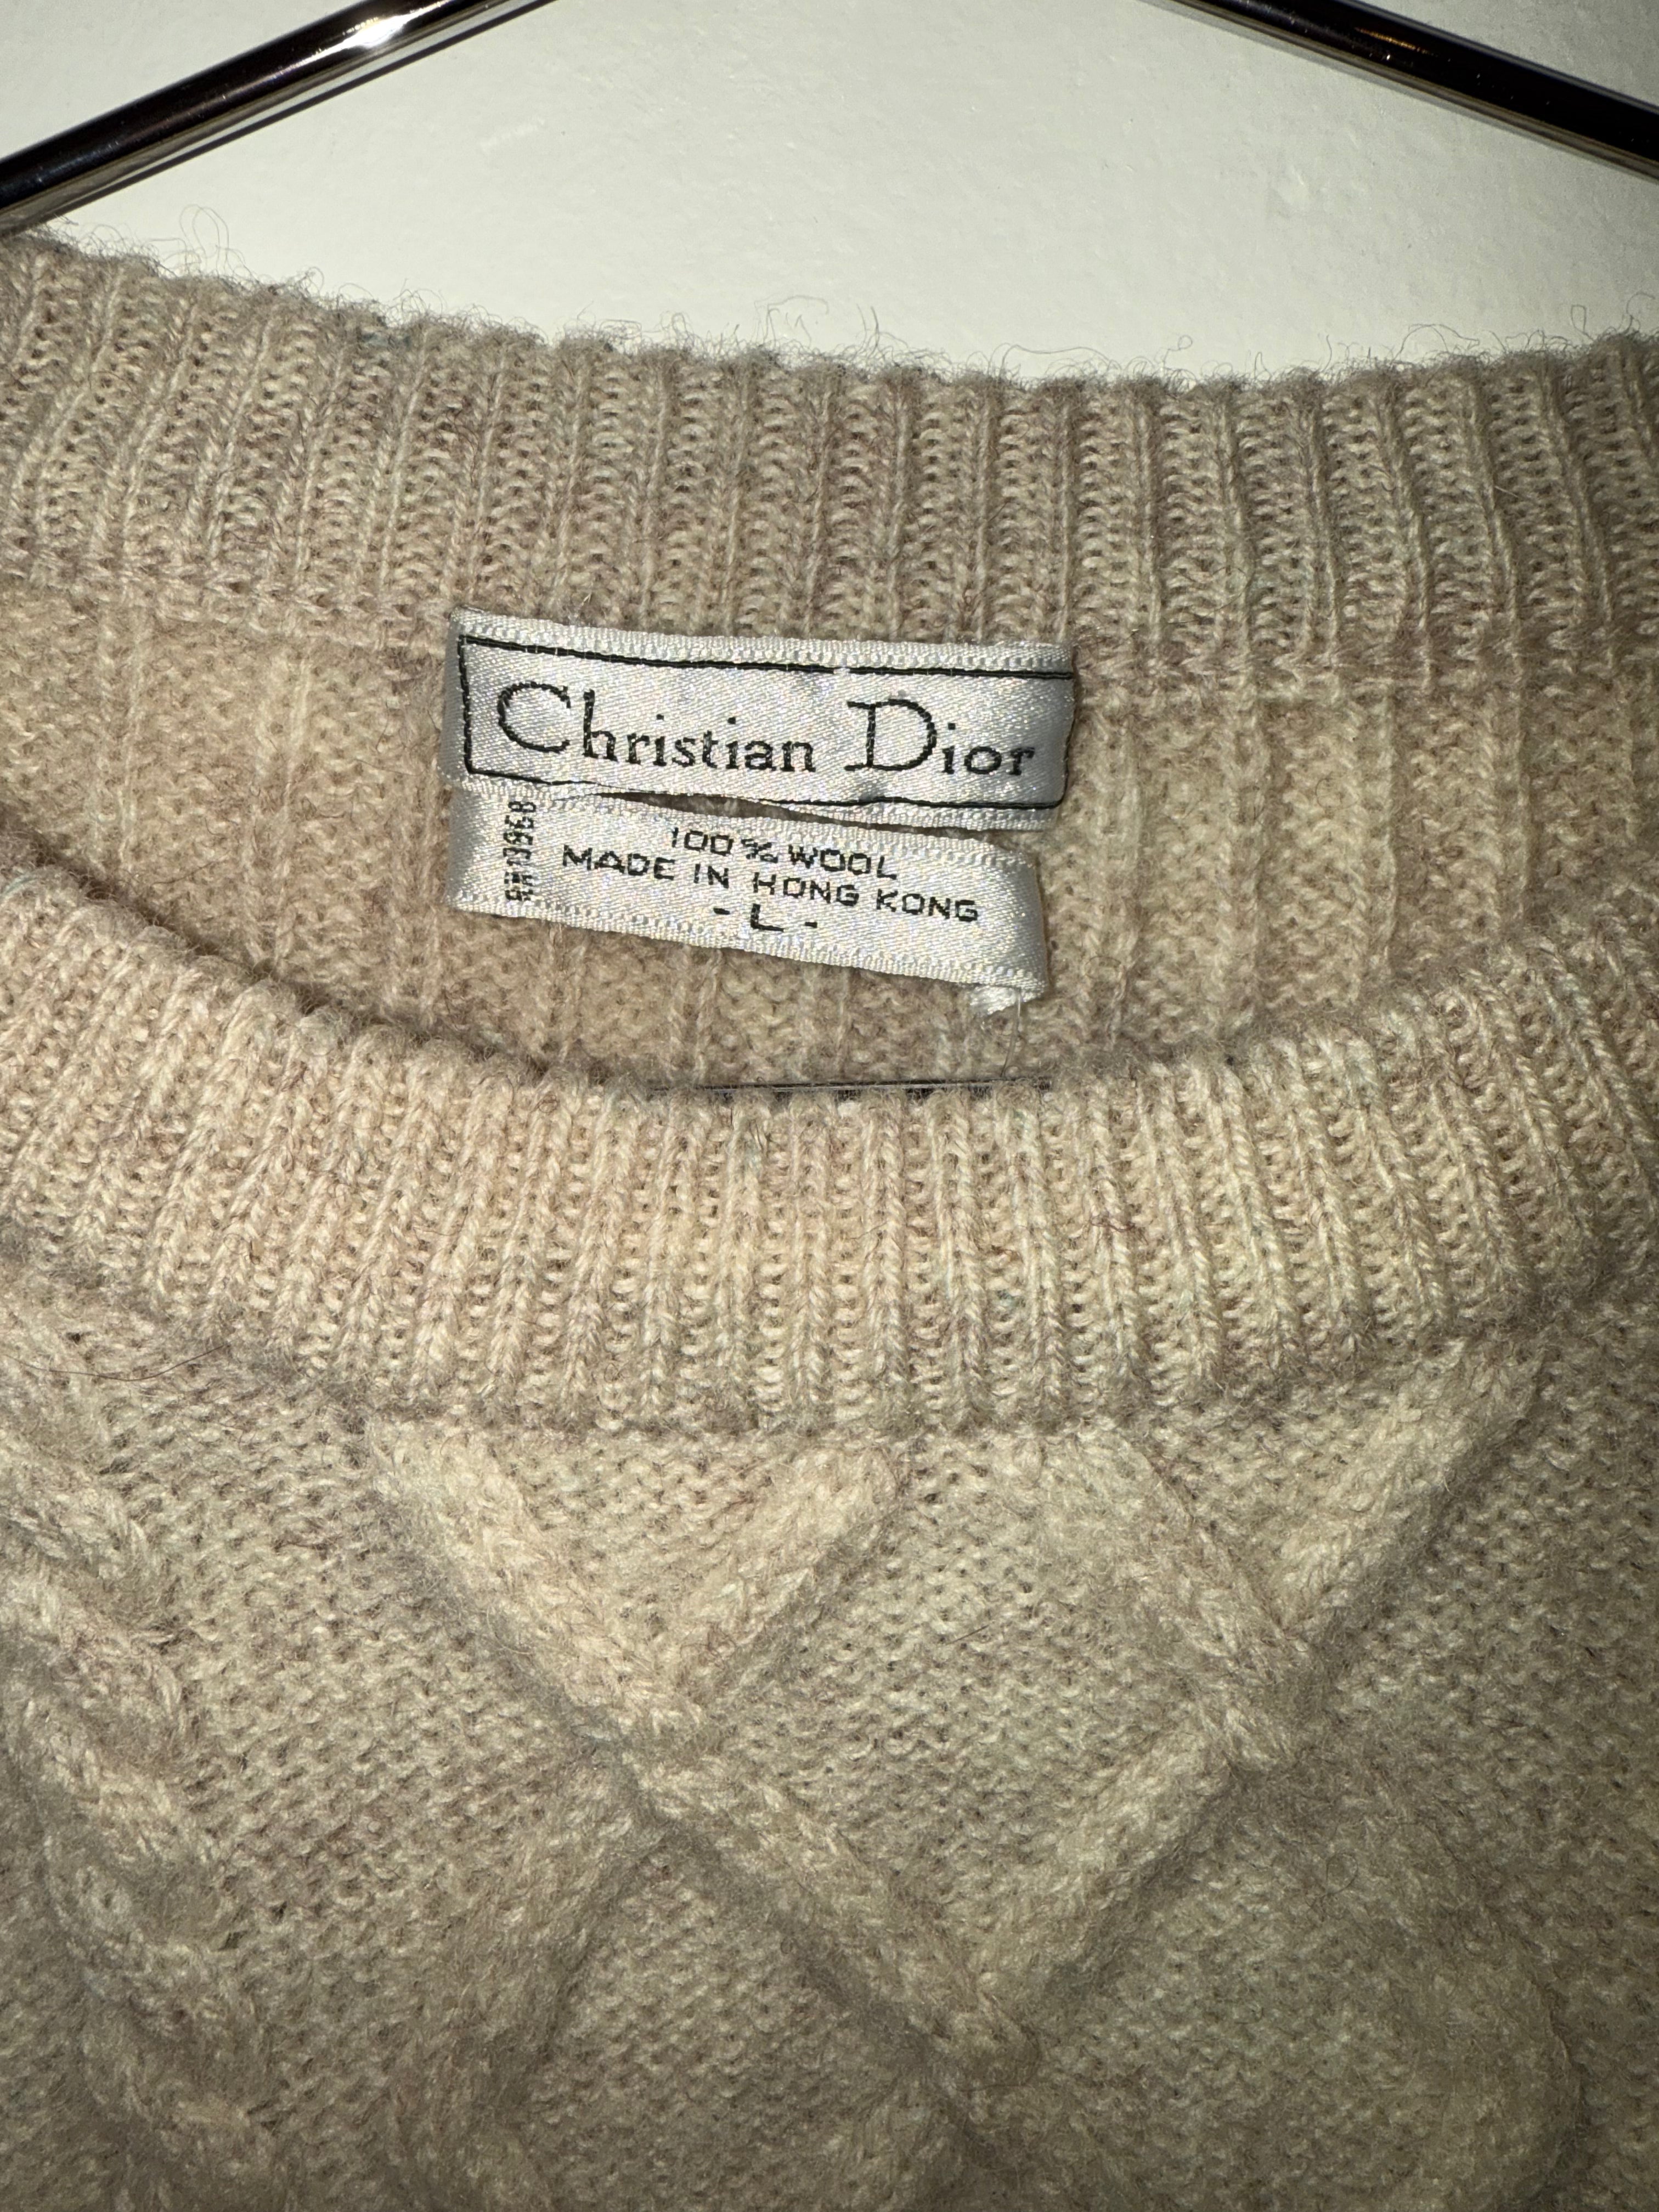 Christian Dior
100% WOOL
MADE IN HONG KONG
- L -